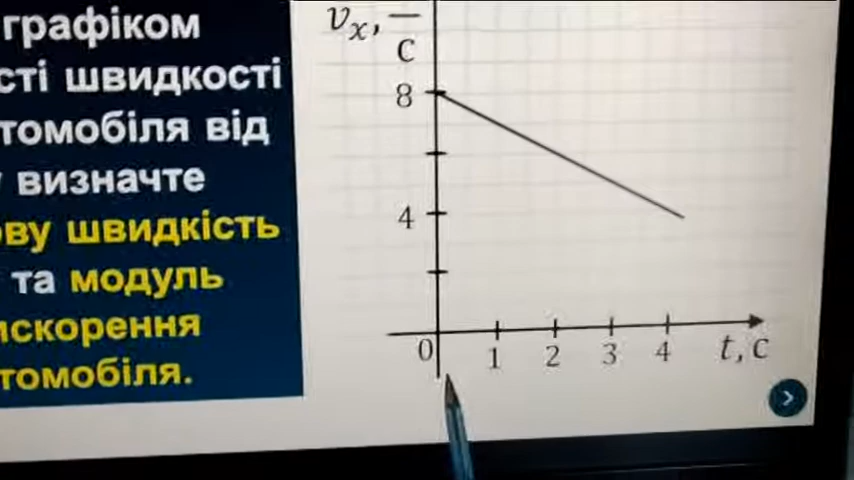 графіком
сті швидкості
томобіля від
визначте
ову швидкість
та модуль
искорення
томобіля.
vₓ, —
с
8
4
0 1 2 3 4 t, с